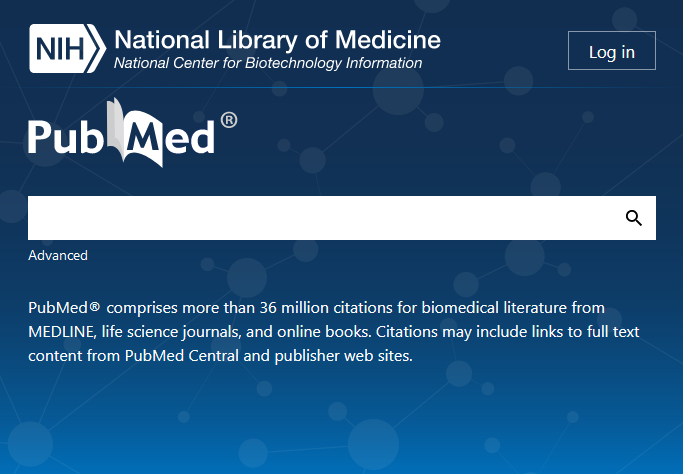 NIH National Library of Medicine
National Center for Biotechnology Information
Log in
PubMed®
Advanced
PubMed® comprises more than 36 million citations for biomedical literature from
MEDLINE, life science journals, and online books. Citations may include links to full text
content from PubMed Central and publisher web sites.